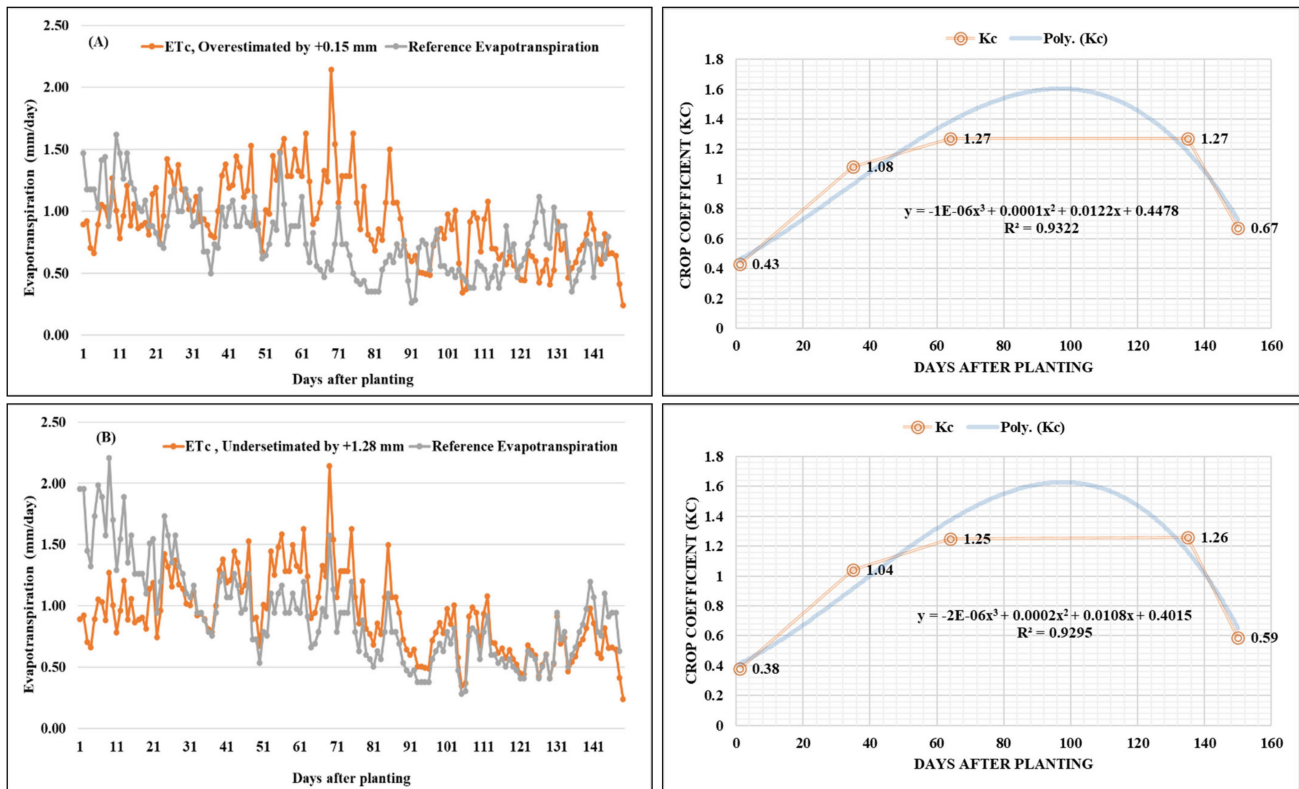 (A)
ETc, Overestimated by +0.15 mm
Reference Evapotranspiration
2.50
2.00
1.50
1.00
0.50
0.00
Evapotranspiration (mm/day)
1 11 21 31 41 51 61 71 81 91 101 111 121 131 141
Days after planting
Kc
Poly. (Kc)
1.8
1.6
1.4
1.2
1
0.8
0.6
0.4
0.2
0
CROP COEFFICIENT (KC)
0.43
1.08
1.27
1.27
0.67
y = -1E-06x³ + 0.0001x² + 0.0122x + 0.4478
R² = 0.9322
0 20 40 60 80 100 120 140 160
DAYS AFTER PLANTING
(B)
ETc , Undersetimated by +1.28 mm
Reference Evapotranspiration
2.50
2.00
1.50
1.00
0.50
0.00
Evapotranspiration (mm/day)
1 11 21 31 41 51 61 71 81 91 101 111 121 131 141
Days after planting
Kc
Poly. (Kc)
1.8
1.6
1.4
1.2
1
0.8
0.6
0.4
0.2
0
CROP COEFFICIENT (KC)
0.38
1.04
1.25
1.26
0.59
y = -2E-06x³ + 0.0002x² + 0.0108x + 0.4015
R² = 0.9295
0 20 40 60 80 100 120 140 160
DAYS AFTER PLANTING